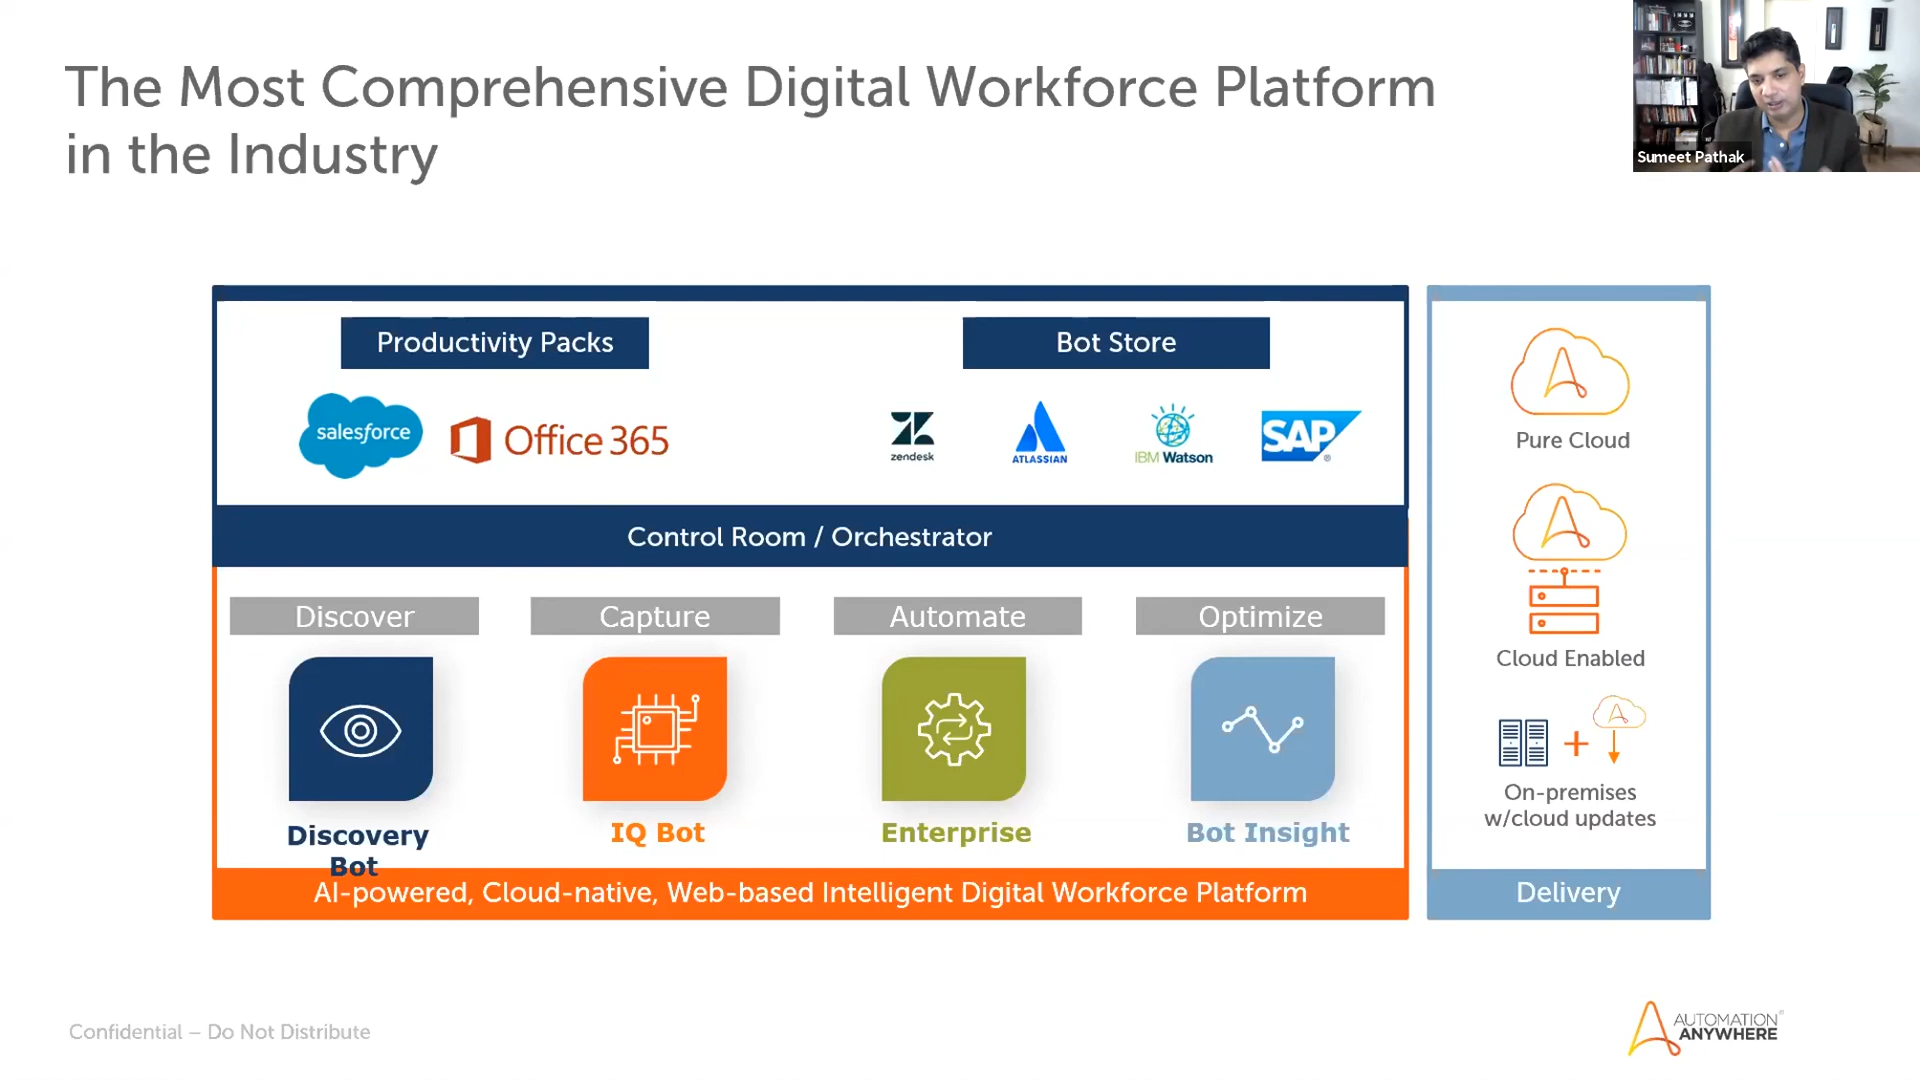 The Most Comprehensive Digital Workforce Platform
in the Industry
Sumeet Pathak
Productivity Packs
Bot Store
salesforce
Office 365
zendesk
ATLASSIAN
IBM Watson
SAP®
Control Room / Orchestrator
Discover
Capture
Automate
Optimize
Discovery
Bot
IQ Bot
Enterprise
Bot Insight
AI-powered, Cloud-native, Web-based Intelligent Digital Workforce Platform
Pure Cloud
Cloud Enabled
On-premises
w/cloud updates
Delivery
Confidential – Do Not Distribute
AUTOMATION
ANYWHERE